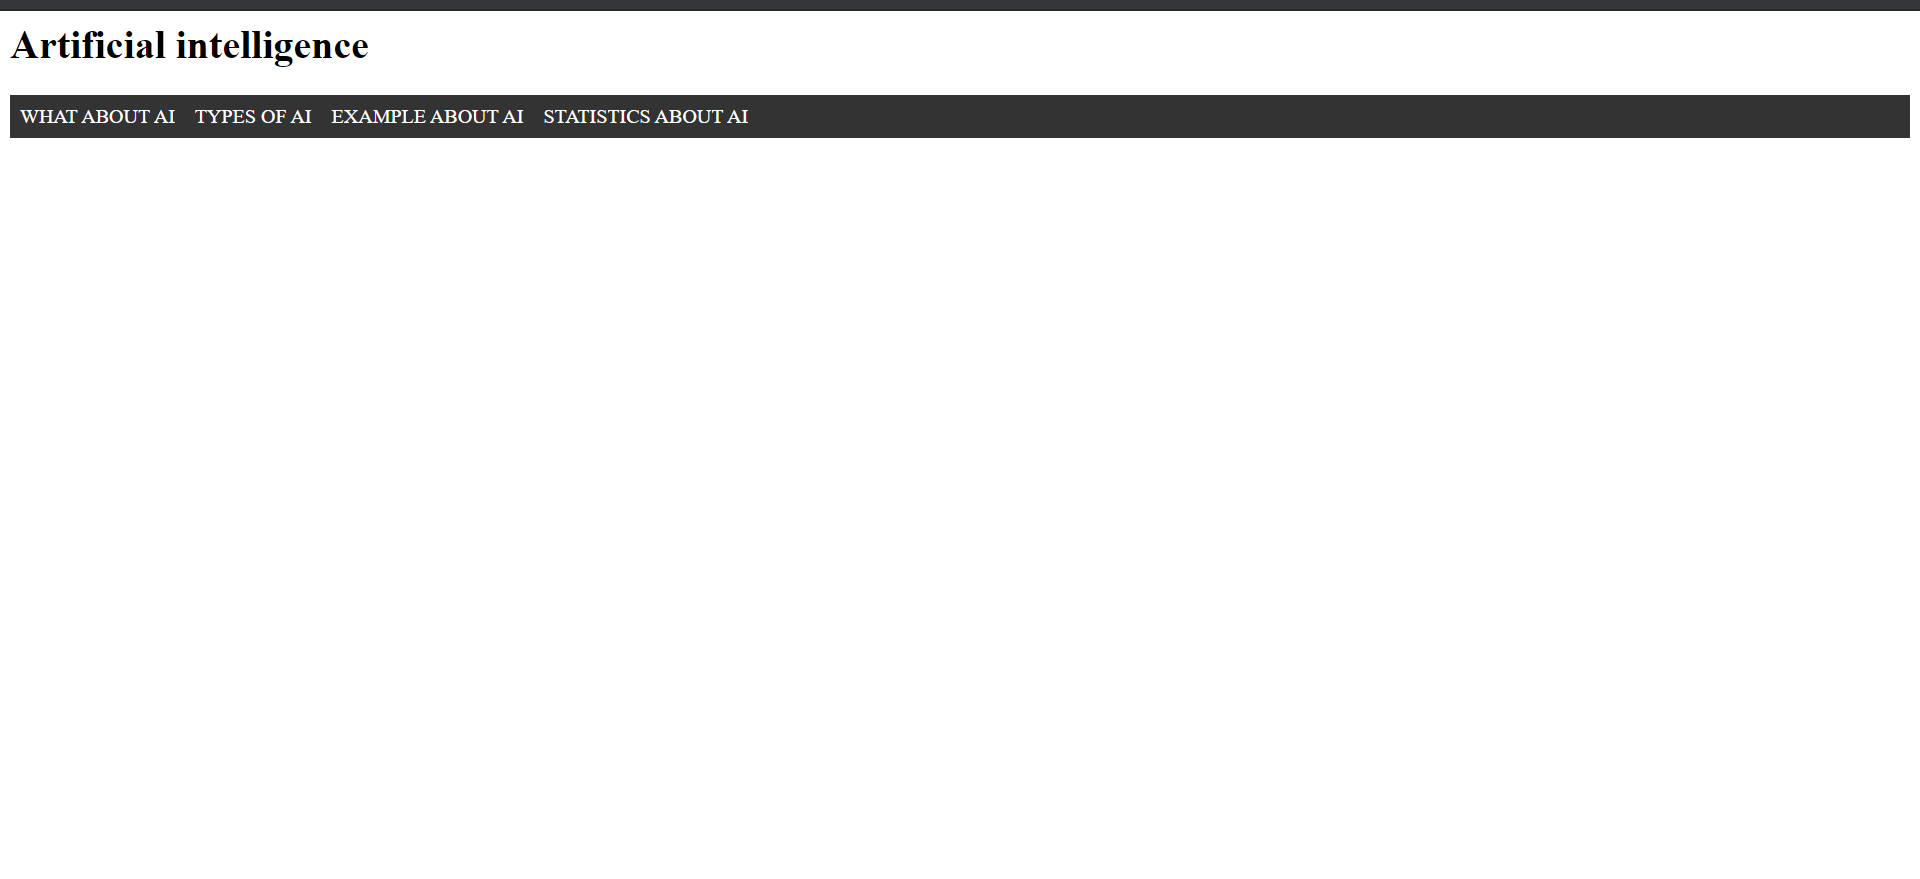 Artificial intelligence
WHAT ABOUT AI TYPES OF AI EXAMPLE ABOUT AI STATISTICS ABOUT AI